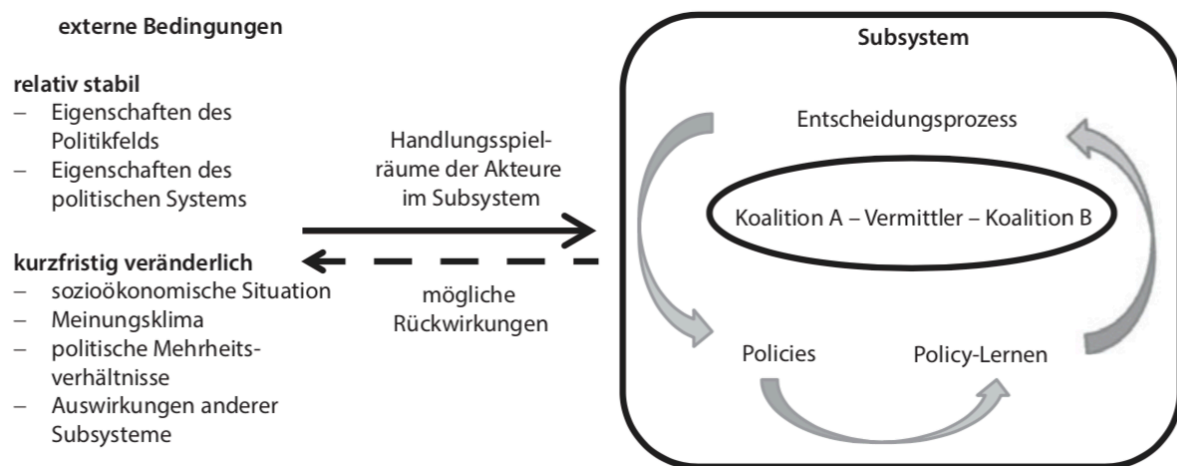 externe Bedingungen
relativ stabil
– Eigenschaften des
Politikfelds
– Eigenschaften des
politischen Systems
kurzfristig veränderlich
– sozioökonomische Situation
– Meinungsklima
– politische Mehrheits-
verhältnisse
– Auswirkungen anderer
Subsysteme
Handlungsspiel-
räume der Akteure
im Subsystem
mögliche
Rückwirkungen
Subsystem
Entscheidungsprozess
Koalition A – Vermittler – Koalition B
Policies
Policy-Lernen